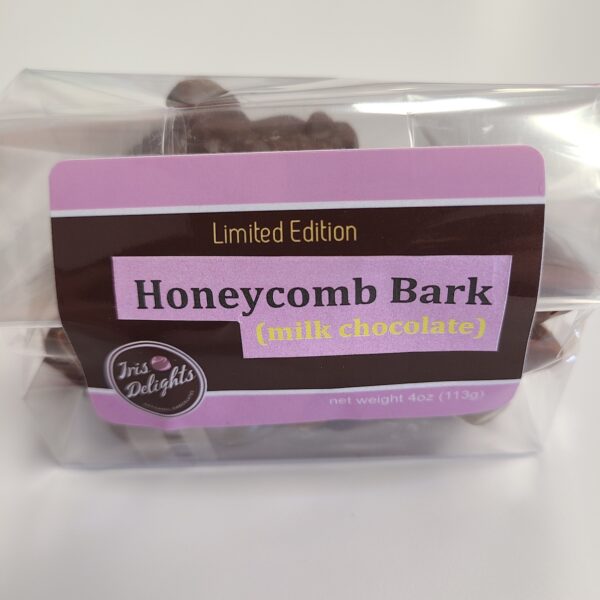 Limited Edition
Honeycomb Bark
(milk chocolate)
Iris
Delights
net weight 4oz (113g)